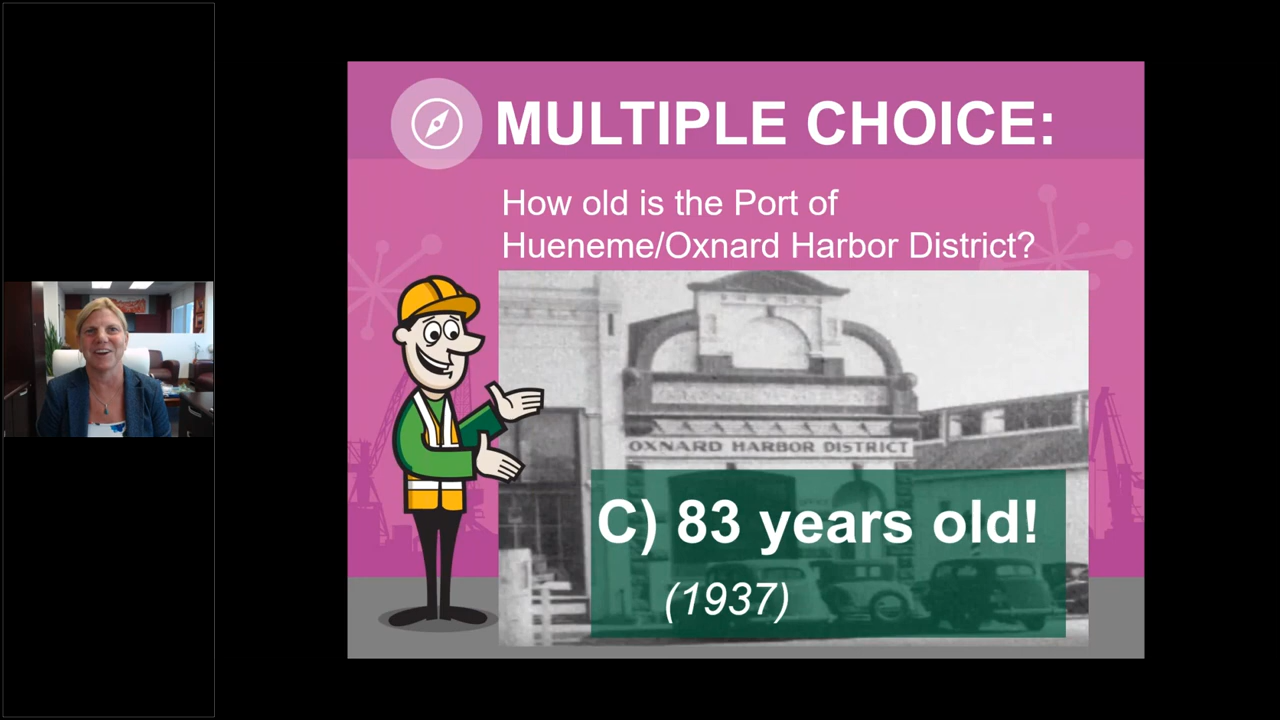 MULTIPLE CHOICE:
How old is the Port of
Hueneme/Oxnard Harbor District?
OXNARD HARBOR DISTRICT
C) 83 years old!
(1937)